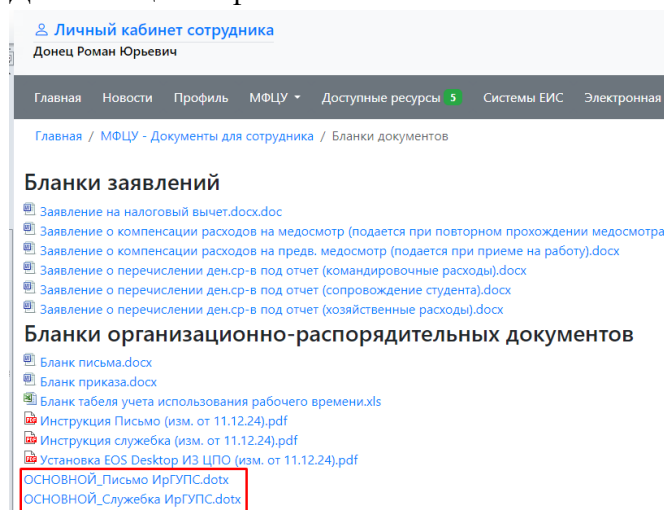 Личный кабинет сотрудника
Донец Роман Юрьевич
Главная Новости Профиль МФЦУ Доступные ресурсы 5 Системы ЕИС Электронная
Главная / МФЦУ - Документы для сотрудника / Бланки документов
Бланки заявлений
Заявление на налоговый вычет.docx.doc
Заявление о компенсации расходов на медосмотр (подается при повторном прохождении медосмотра
Заявление о компенсации расходов на предв. медосмотр (подается при приеме на работу).docx
Заявление о перечислении ден.ср-в под отчет (командировочные расходы).docx
Заявление о перечислении ден.ср-в под отчет (сопровождение студента).docx
Заявление о перечислении ден.ср-в под отчет (хозяйственные расходы).docx
Бланки организационно-распорядительных документов
Бланк письма.docx
Бланк приказа.docx
Бланк табеля учета использования рабочего времени.xls
Инструкция Письмо (изм. от 11.12.24).pdf
Инструкция служебка (изм. от 11.12.24).pdf
Установка EOS Desktop ИЗ ЦПО (изм. от 11.12.24).pdf
ОСНОВНОЙ_Письмо ИрГУПС.dotx
ОСНОВНОЙ_Служебка ИрГУПС.dotx